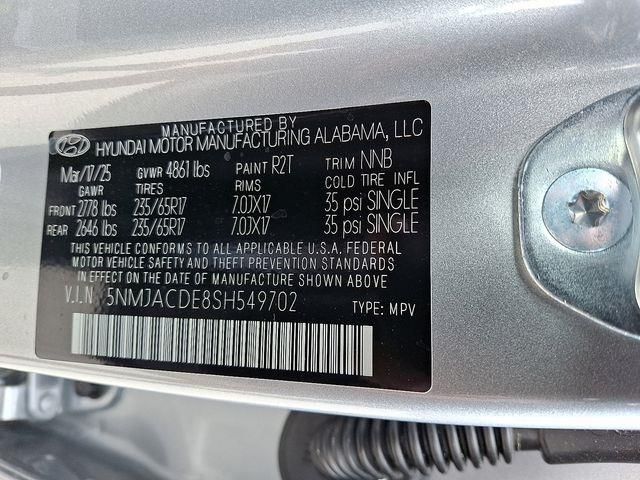 MANUFACTURED BY
HYUNDAI MOTOR MANUFACTURING ALABAMA, LLC
Mar/17/25 GVWR 4861 lbs PAINT R2T TRIM NNB
GAWR TIRES RIMS COLD TIRE INFL
FRONT 2778 lbs 235/65R17 7.0JX17 35 psi SINGLE
REAR 2646 lbs 235/65R17 7.0JX17 35 psi SINGLE
THIS VEHICLE CONFORMS TO ALL APPLICABLE U.S.A. FEDERAL
MOTOR VEHICLE SAFETY AND THEFT PREVENTION STANDARDS
IN EFFECT ON THE DATE OF MANUFACTURE SHOWN ABOVE
V.I.N 5NMJACDE8SH549702
TYPE: MPV